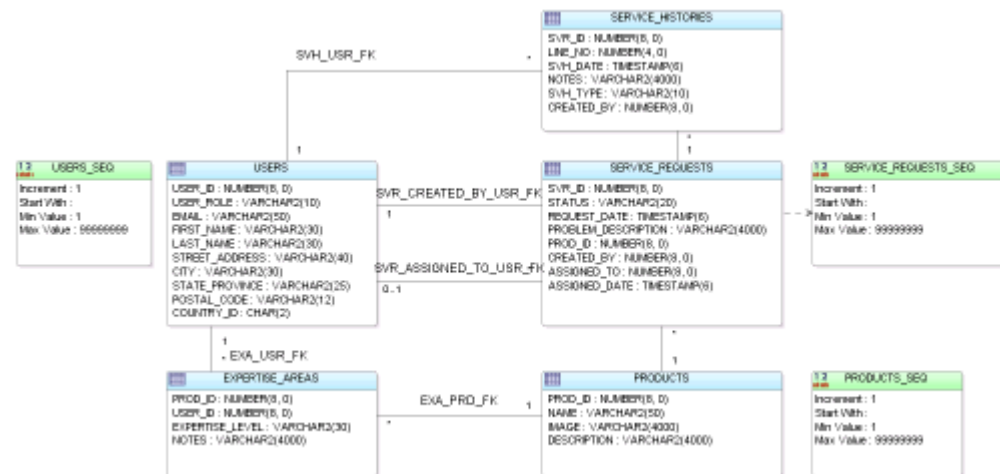 SERVICE_HISTORIES
SVR_ID : NUMBER(8, 0)
LINE_NO : NUMBER(4, 0)
SVH_DATE : TIMESTAMP(6)
NOTES : VARCHAR2(4000)
SVH_TYPE : VARCHAR2(10)
CREATED_BY : NUMBER(8, 0)
SVH_USR_FK
*
1
*
1
1 2 USERS_SEQ
Increment : 1
Start With :
Min Value : 1
Max Value : 99999999
USERS
USER_ID : NUMBER(8, 0)
USER_ROLE : VARCHAR2(10)
EMAIL : VARCHAR2(50)
FIRST_NAME : VARCHAR2(30)
LAST_NAME : VARCHAR2(30)
STREET_ADDRESS : VARCHAR2(40)
CITY : VARCHAR2(30)
STATE_PROVINCE : VARCHAR2(25)
POSTAL_CODE : VARCHAR2(12)
COUNTRY_ID : CHAR(2)
SVR_CREATED_BY_USR_FK
1
SVR_ASSIGNED_TO_USR_FK
0..1
SERVICE_REQUESTS
SVR_ID : NUMBER(8, 0)
STATUS : VARCHAR2(20)
REQUEST_DATE : TIMESTAMP(6)
PROBLEM_DESCRIPTION : VARCHAR2(4000)
PROD_ID : NUMBER(8, 0)
CREATED_BY : NUMBER(8, 0)
ASSIGNED_TO : NUMBER(8, 0)
ASSIGNED_DATE : TIMESTAMP(6)
1 2 SERVICE_REQUESTS_SEQ
Increment : 1
Start With :
Min Value : 1
Max Value : 99999999
1
* EXA_USR_FK
*
1
EXPERTISE_AREAS
PROD_ID : NUMBER(8, 0)
USER_ID : NUMBER(8, 0)
EXPERTISE_LEVEL : VARCHAR2(30)
NOTES : VARCHAR2(4000)
EXA_PRD_FK
1
*
PRODUCTS
PROD_ID : NUMBER(8, 0)
NAME : VARCHAR2(50)
IMAGE : VARCHAR2(4000)
DESCRIPTION : VARCHAR2(4000)
1 2 PRODUCTS_SEQ
Increment : 1
Start With :
Min Value : 1
Max Value : 99999999